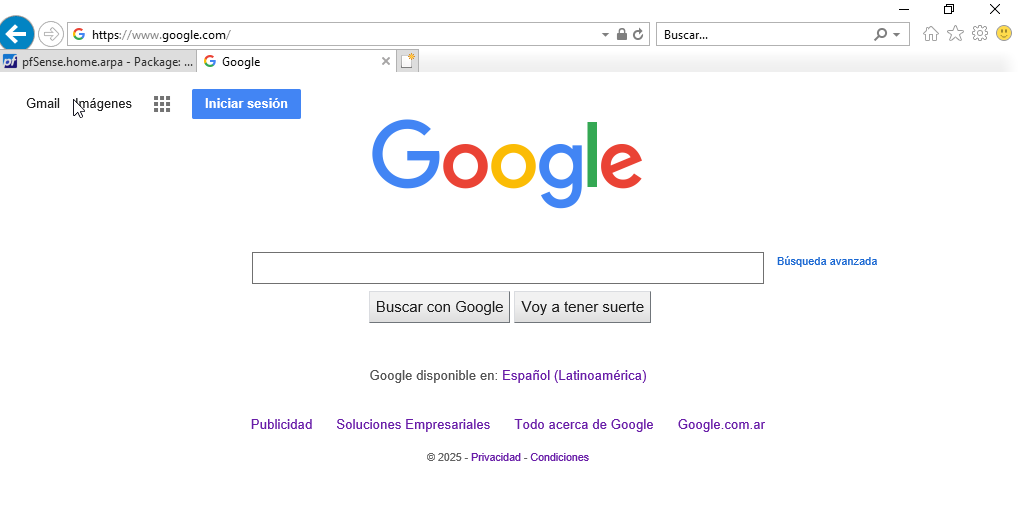 https://www.google.com/
Buscar...
pfSense.home.arpa - Package: ...
Google
Gmail
Imágenes
Iniciar sesión
Google
Búsqueda avanzada
Buscar con Google
Voy a tener suerte
Google disponible en: Español (Latinoamérica)
Publicidad
Soluciones Empresariales
Todo acerca de Google
Google.com.ar
© 2025 - Privacidad - Condiciones